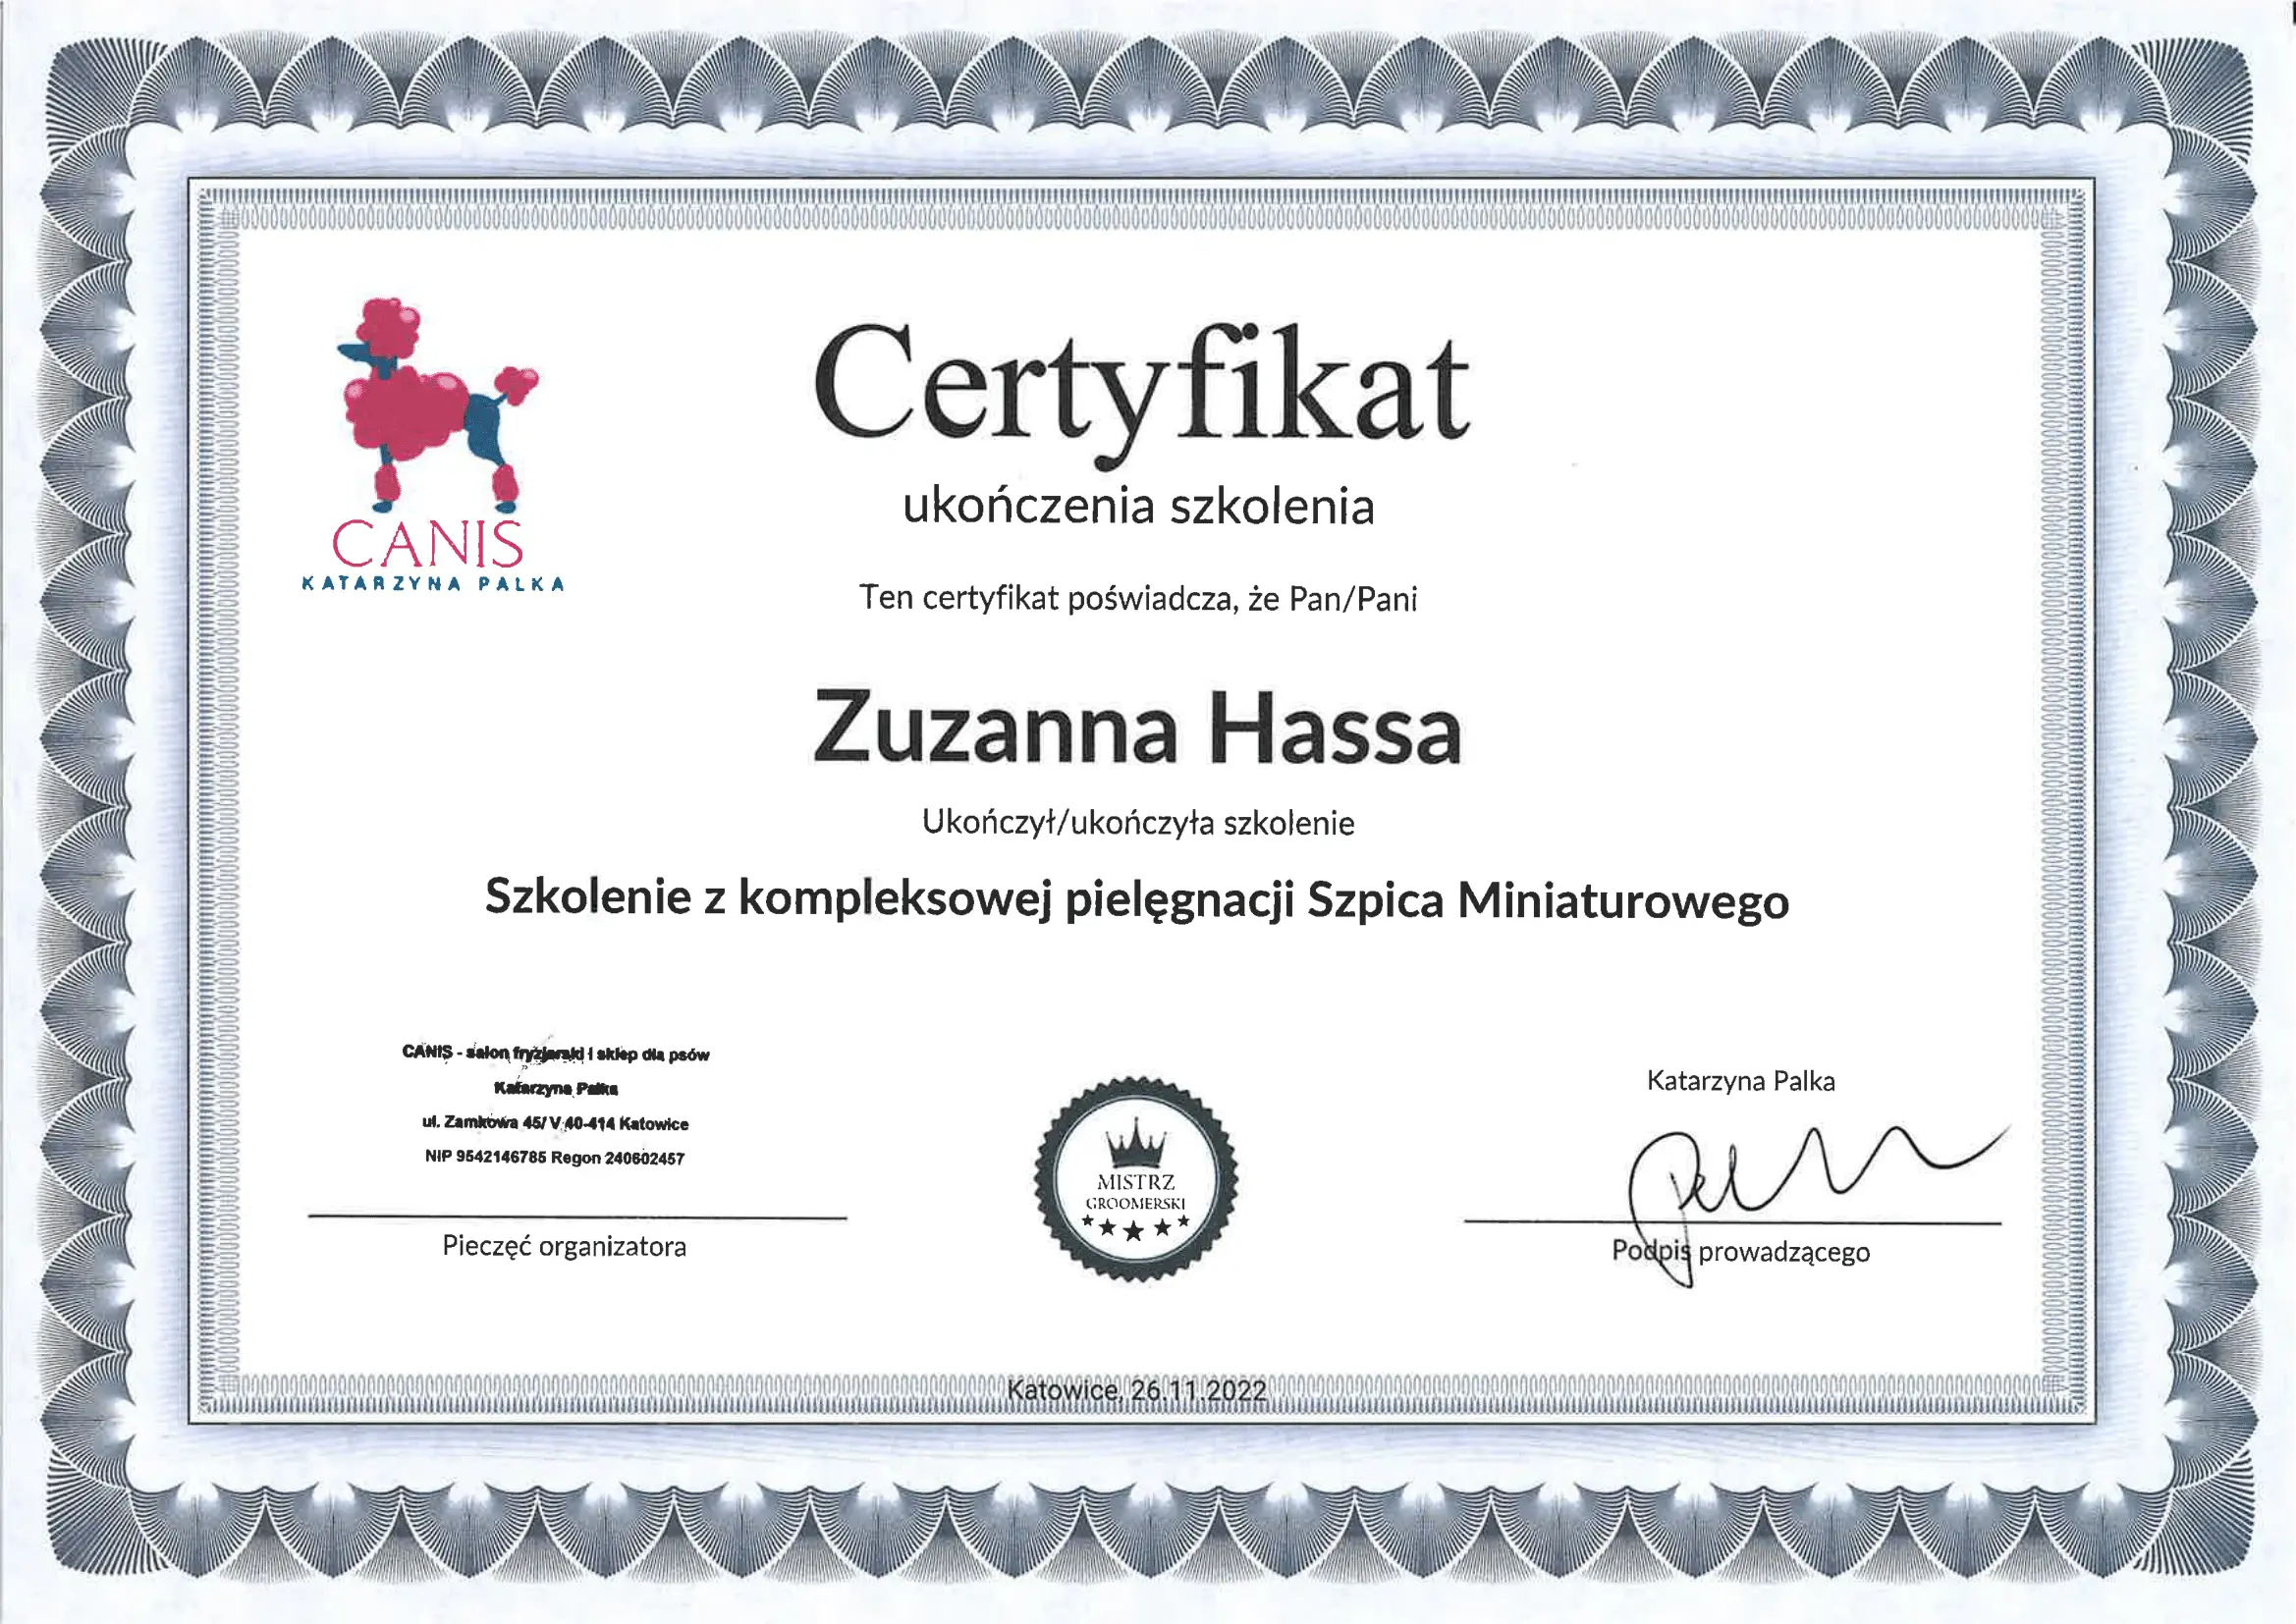 CANIS
KATARZYNA PALKA
Certyfikat
ukończenia szkolenia
Ten certyfikat poświadcza, że Pan/Pani
Zuzanna Hassa
Ukończył/ukończyła szkolenie
Szkolenie z kompleksowej pielęgnacji Szpica Miniaturowego
CANIS - salon fryzjerski i sklep dla psów
Katarzyna Palka
ul. Zamkowa 45/ V 40-414 Katowice
NIP 9542146785 Regon 240602457
Pieczęć organizatora
MISTRZ
GROOMERSKI
Katarzyna Palka
Podpis prowadzącego
Katowice, 26.11.2022